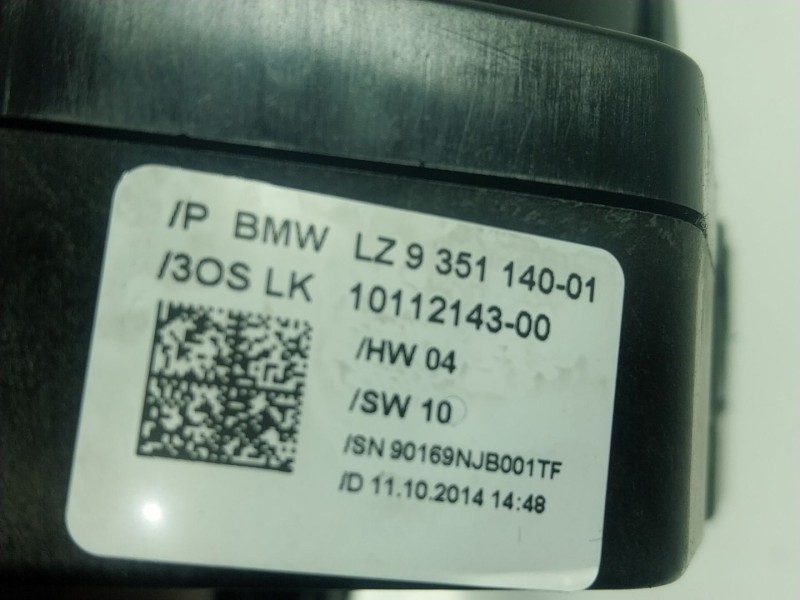 /P BMW LZ 9 351 140-01
/3OS LK 10112143-00
/HW 04
/SW 10
/SN 90169NJB001TF
/D 11.10.2014 14:48